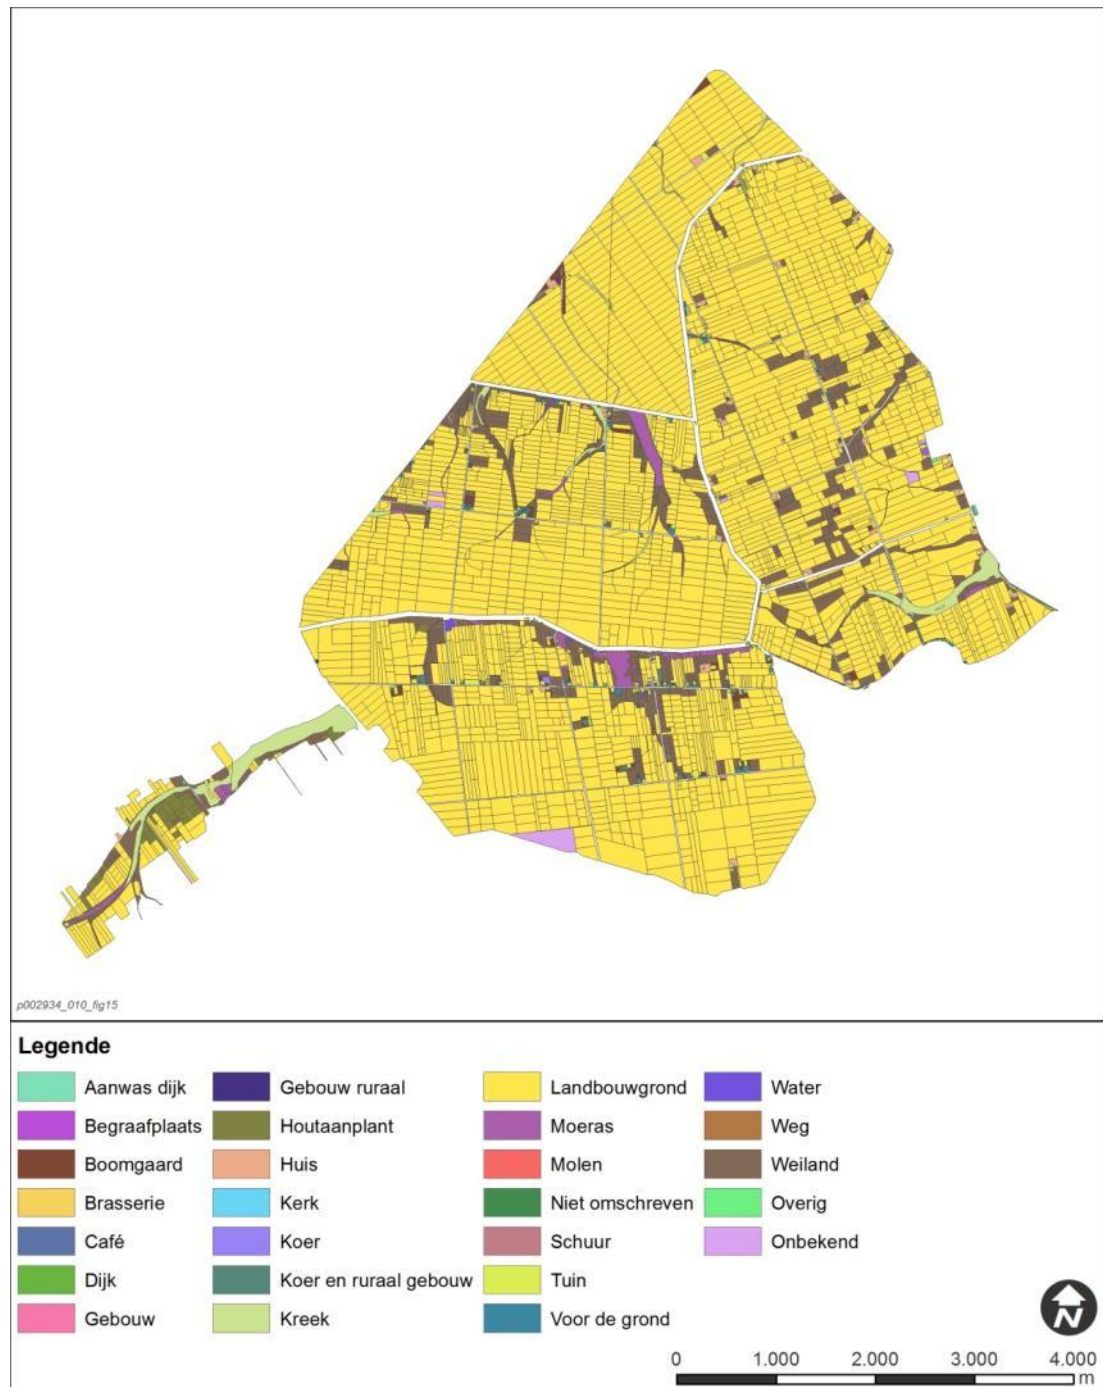 p002934_010_fig15
Legende
Aanwas dijk
Begraafplaats
Boomgaard
Brasserie
Café
Dijk
Gebouw
Gebouw ruraal
Houtaanplant
Huis
Kerk
Koer
Koer en ruraal gebouw
Kreek
Landbouwgrond
Moeras
Molen
Niet omschreven
Schuur
Tuin
Voor de grond
Water
Weg
Weiland
Overig
Onbekend
N
0 1.000 2.000 3.000 4.000
m